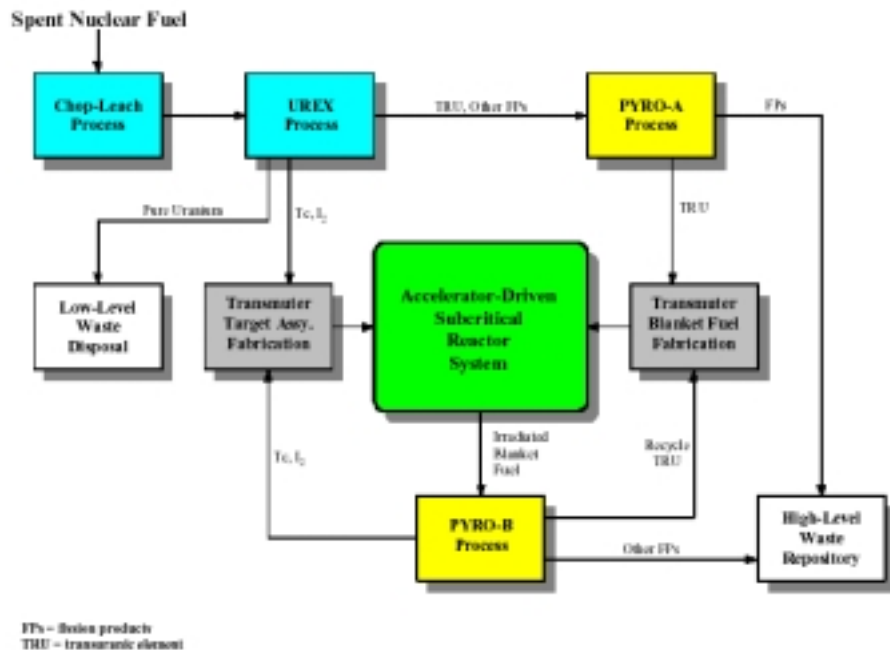 Spent Nuclear Fuel
Chop-Leach
Process
UREX
Process
TRU, Other FPs
PYRO-A
Process
FPs
Pure Uranium
Tc, I2
TRU
Low-Level
Waste
Disposal
Transmuter
Target Assy.
Fabrication
Accelerator-Driven
Subcritical
Reactor
System
Transmuter
Blanket Fuel
Fabrication
Tc, I2
Irradiated
Blanket
Fuel
Recycle
TRU
PYRO-B
Process
Other FPs
High-Level
Waste
Repository
FPs – fission products
TRU – transuranic element